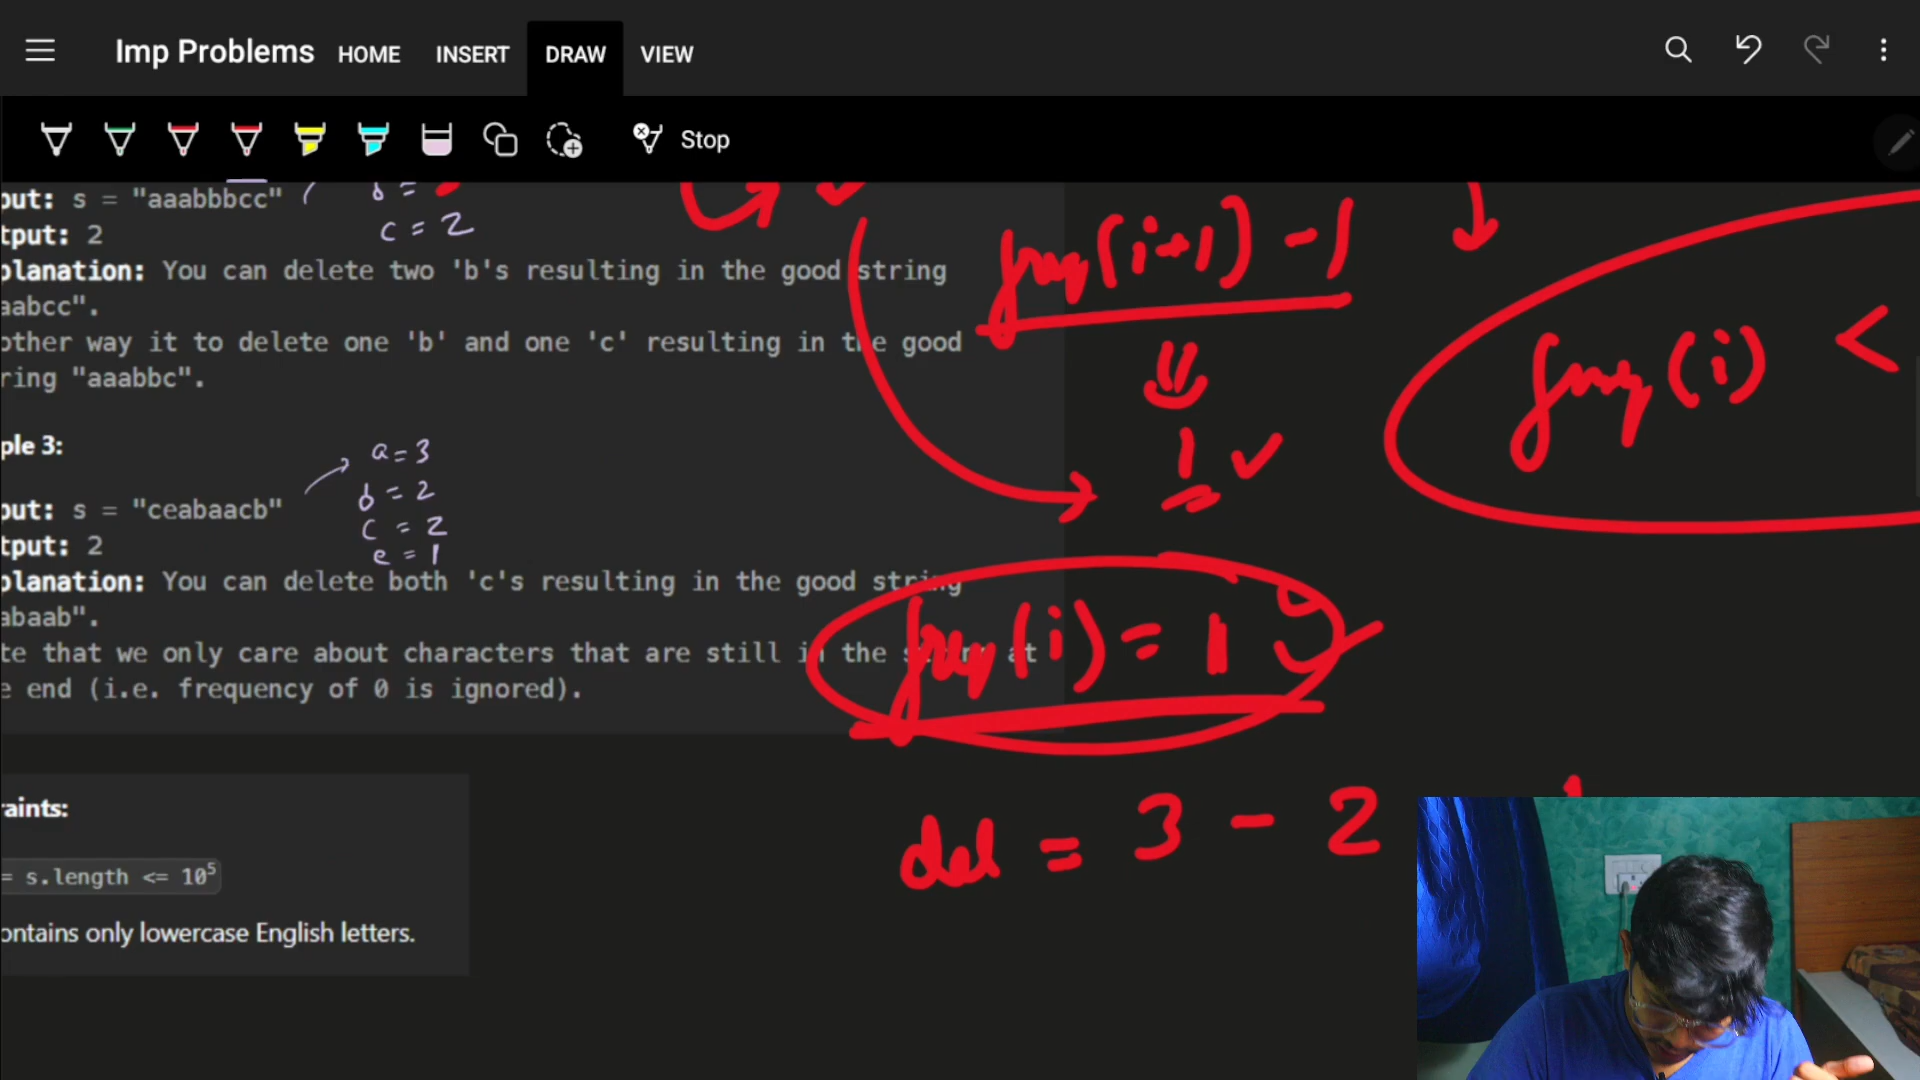 Imp Problems HOME INSERT DRAW VIEW
Stop
put: s = "aaabbbcc"
b =
c = 2
tput: 2
planation: You can delete two 'b's resulting in the good string
aabcc".
other way it to delete one 'b' and one 'c' resulting in the good
ring "aaabbc".
ple 3:
a = 3
b = 2
c = 2
e = 1
put: s = "ceabaacb"
tput: 2
planation: You can delete both 'c's resulting in the good string
abaab".
te that we only care about characters that are still in the string at
e end (i.e. frequency of 0 is ignored).
raints:
= s.length <= 10⁵
ontains only lowercase English letters.
freq(i+1) - 1
1
freq(i) <
freq(i) = 1
del = 3 - 2